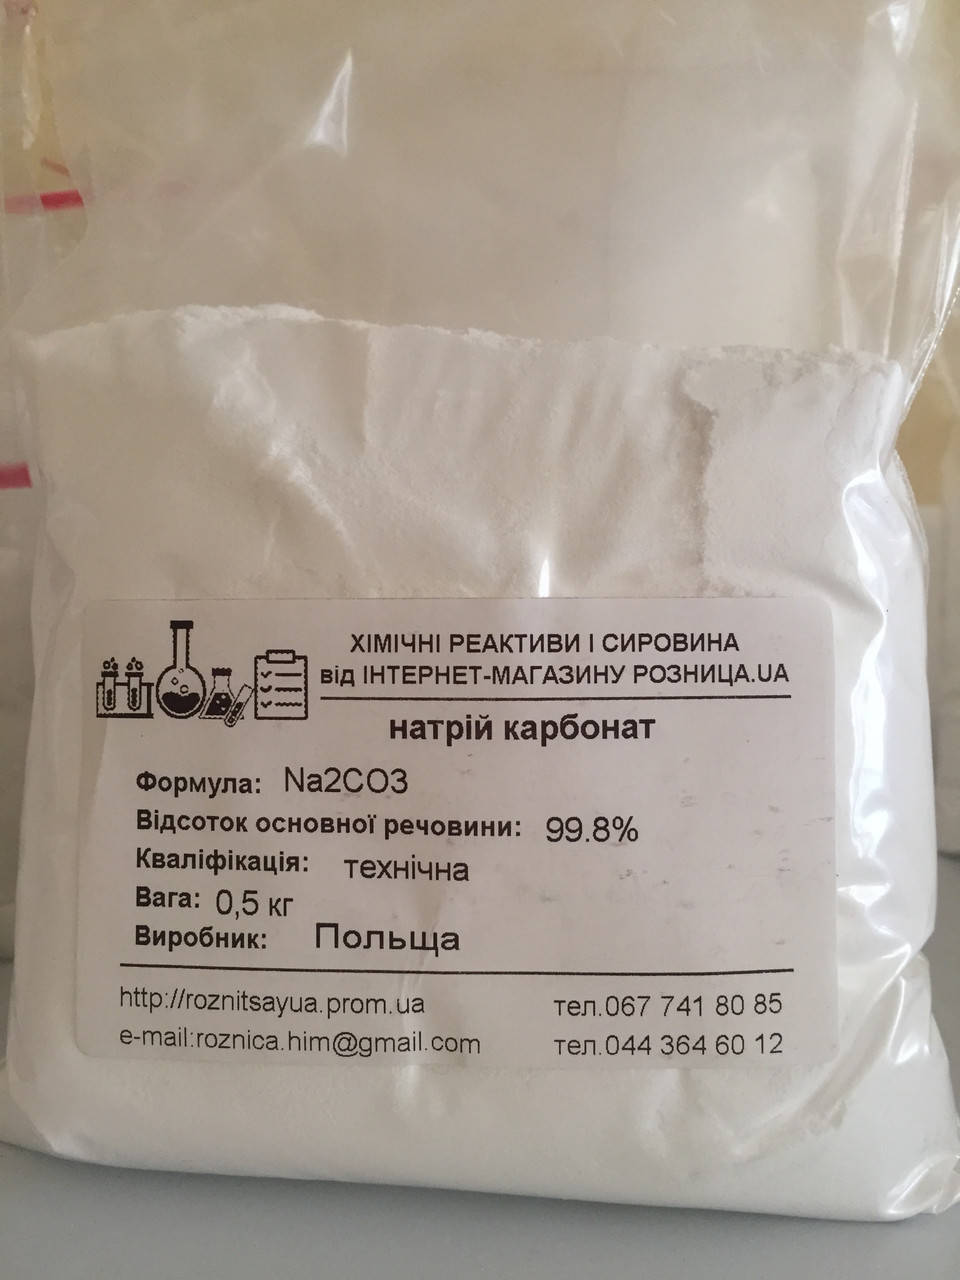 ХІМІЧНІ РЕАКТИВИ І СИРОВИНА
від ІНТЕРНЕТ-МАГАЗИНУ РОЗНИЦА.UA
натрій карбонат
Формула: Na2CO3
Відсоток основної речовини: 99.8%
Кваліфікація: технічна
Вага: 0,5 кг
Виробник: Польща
http://roznitsayua.prom.ua тел.067 741 80 85
e-mail:roznica.him@gmail.com тел.044 364 60 12